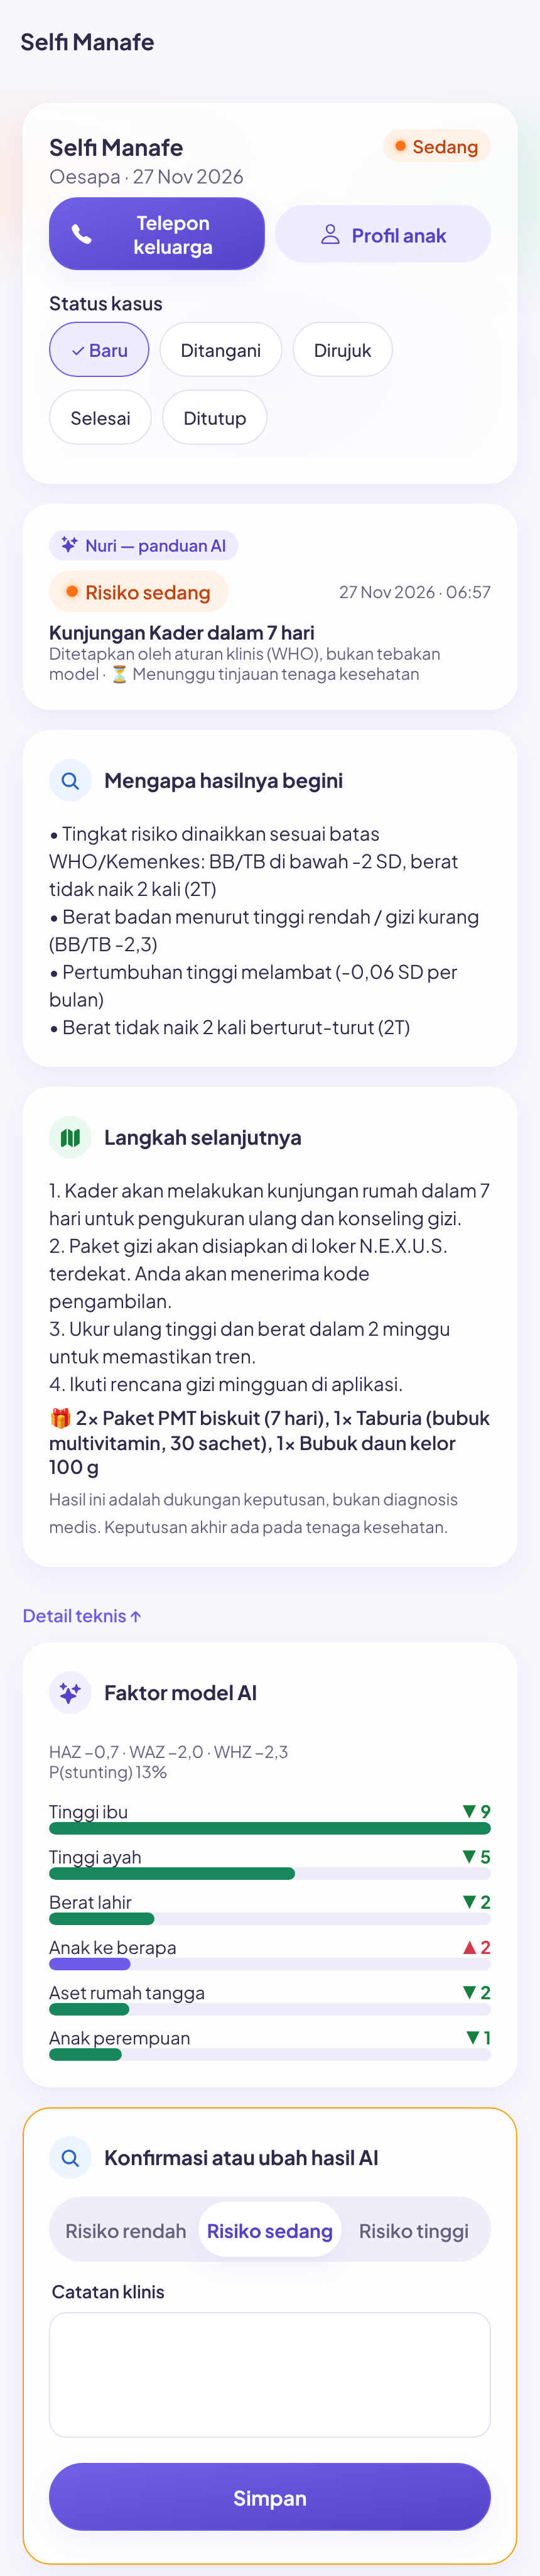 Selfi Manafe
Selfi Manafe
Sedang
Oesapa · 27 Nov 2026
Telepon
keluarga
Profil anak
Status kasus
✓ Baru
Ditangani
Dirujuk
Selesai
Ditutup
Nuri — panduan AI
Risiko sedang
27 Nov 2026 · 06:57
Kunjungan Kader dalam 7 hari
Ditetapkan oleh aturan klinis (WHO), bukan tebakan
model · ⏳ Menunggu tinjauan tenaga kesehatan
Mengapa hasilnya begini
• Tingkat risiko dinaikkan sesuai batas
WHO/Kemenkes: BB/TB di bawah -2 SD, berat
tidak naik 2 kali (2T)
• Berat badan menurut tinggi rendah / gizi kurang
(BB/TB -2,3)
• Pertumbuhan tinggi melambat (-0,06 SD per
bulan)
• Berat tidak naik 2 kali berturut-turut (2T)
Langkah selanjutnya
1. Kader akan melakukan kunjungan rumah dalam 7
hari untuk pengukuran ulang dan konseling gizi.
2. Paket gizi akan disiapkan di loker N.E.X.U.S.
terdekat. Anda akan menerima kode
pengambilan.
3. Ukur ulang tinggi dan berat dalam 2 minggu
untuk memastikan tren.
4. Ikuti rencana gizi mingguan di aplikasi.
🎁 2× Paket PMT biskuit (7 hari), 1× Taburia (bubuk
multivitamin, 30 sachet), 1× Bubuk daun kelor
100 g
Hasil ini adalah dukungan keputusan, bukan diagnosis
medis. Keputusan akhir ada pada tenaga kesehatan.
Detail teknis ↑
Faktor model AI
HAZ −0,7 · WAZ −2,0 · WHZ −2,3
P(stunting) 13%
Tinggi ibu ▼ 9
Tinggi ayah ▼ 5
Berat lahir ▼ 2
Anak ke berapa ▲ 2
Aset rumah tangga ▼ 2
Anak perempuan ▼ 1
Konfirmasi atau ubah hasil AI
Risiko rendah
Risiko sedang
Risiko tinggi
Catatan klinis
Simpan